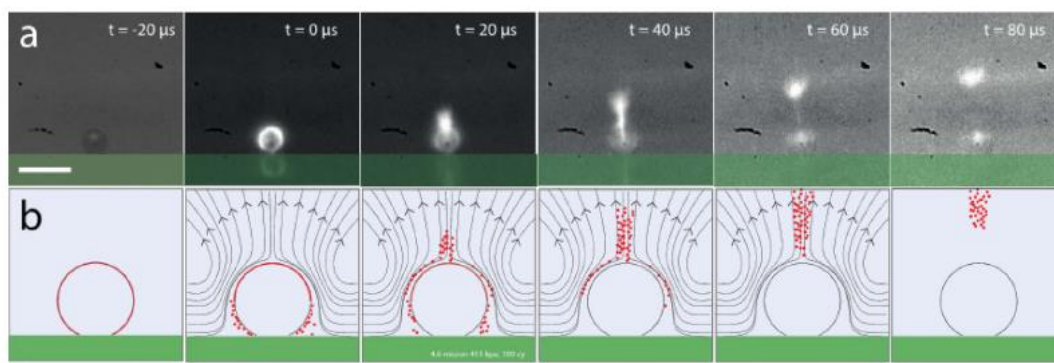 a
t = -20 μs
t = 0 μs
t = 20 μs
t = 40 μs
t = 60 μs
t = 80 μs
b